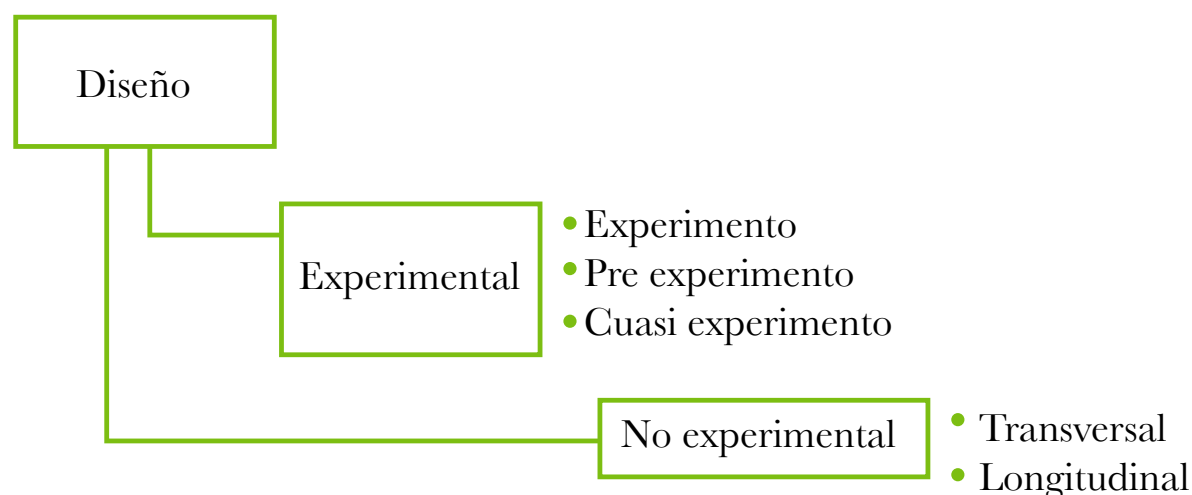 Diseño
Experimental
• Experimento
• Pre experimento
• Cuasi experimento
No experimental
• Transversal
• Longitudinal